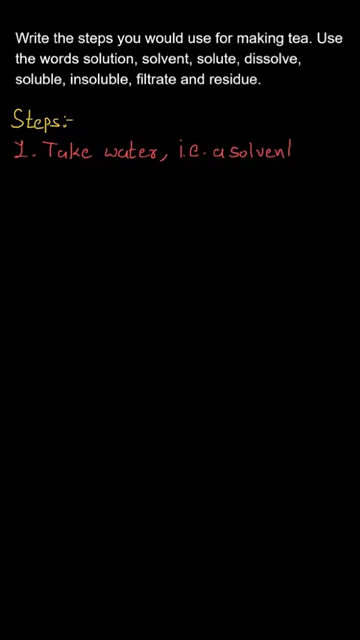 Write the steps you would use for making tea. Use
the words solution, solvent, solute, dissolve,
soluble, insoluble, filtrate and residue.
Steps:-
1. Take water, i.e. a solvent